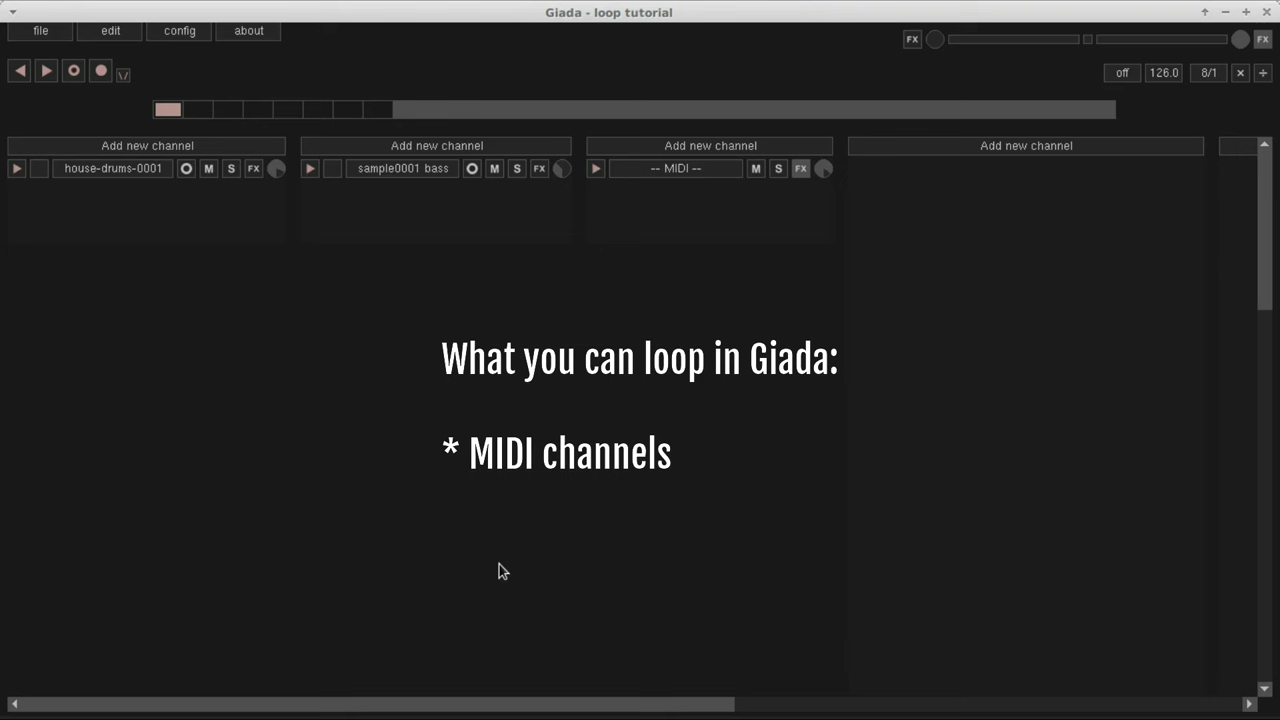 Giada - loop tutorial
file edit config about
FX FX
off 126.0 8/1 × ÷
Add new channel Add new channel Add new channel Add new channel
house-drums-0001 M S FX sample0001 bass M S FX -- MIDI -- M S FX
What you can loop in Giada:
* MIDI channels